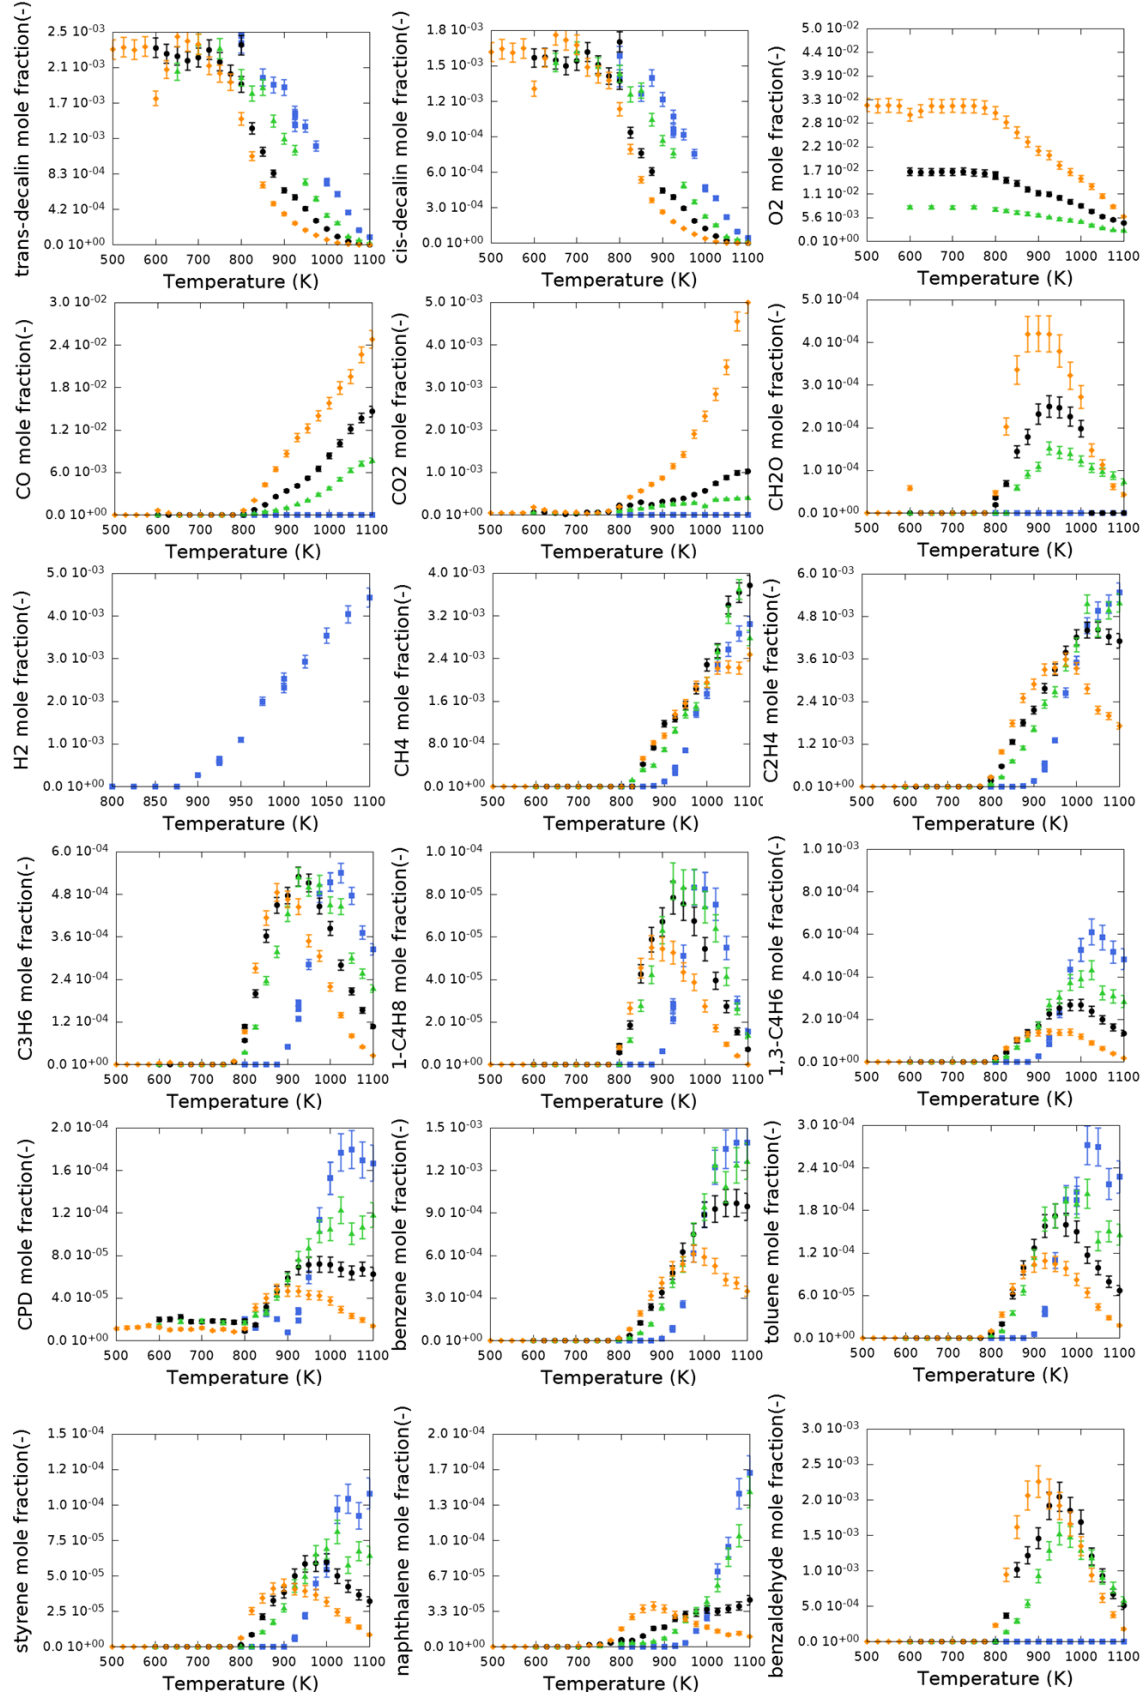 trans-decalin mole fraction(-)
2.5 10⁻⁰³
2.1 10⁻⁰³
1.7 10⁻⁰³
1.2 10⁻⁰³
8.3 10⁻⁰⁴
4.2 10⁻⁰⁴
0.0 10⁺⁰⁰
500 600 700 800 900 1000 1100
Temperature (K)
cis-decalin mole fraction(-)
1.8 10⁻⁰³
1.5 10⁻⁰³
1.2 10⁻⁰³
9.0 10⁻⁰⁴
6.0 10⁻⁰⁴
3.0 10⁻⁰⁴
0.0 10⁺⁰⁰
500 600 700 800 900 1000 1100
Temperature (K)
O2 mole fraction(-)
5.0 10⁻⁰²
4.4 10⁻⁰²
3.9 10⁻⁰²
3.3 10⁻⁰²
2.8 10⁻⁰²
2.2 10⁻⁰²
1.7 10⁻⁰²
1.1 10⁻⁰²
5.6 10⁻⁰³
0.0 10⁺⁰⁰
500 600 700 800 900 1000 1100
Temperature (K)
CO mole fraction(-)
3.0 10⁻⁰²
2.4 10⁻⁰²
1.8 10⁻⁰²
1.2 10⁻⁰²
6.0 10⁻⁰³
0.0 10⁺⁰⁰
500 600 700 800 900 1000 1100
Temperature (K)
CO2 mole fraction(-)
5.0 10⁻⁰³
4.0 10⁻⁰³
3.0 10⁻⁰³
2.0 10⁻⁰³
1.0 10⁻⁰³
0.0 10⁺⁰⁰
500 600 700 800 900 1000 1100
Temperature (K)
CH2O mole fraction(-)
5.0 10⁻⁰⁴
4.0 10⁻⁰⁴
3.0 10⁻⁰⁴
2.0 10⁻⁰⁴
1.0 10⁻⁰⁴
0.0 10⁺⁰⁰
500 600 700 800 900 1000 1100
Temperature (K)
H2 mole fraction(-)
5.0 10⁻⁰³
4.0 10⁻⁰³
3.0 10⁻⁰³
2.0 10⁻⁰³
1.0 10⁻⁰³
0.0 10⁺⁰⁰
800 850 900 950 1000 1050 1100
Temperature (K)
CH4 mole fraction(-)
4.0 10⁻⁰³
3.2 10⁻⁰³
2.4 10⁻⁰³
1.6 10⁻⁰³
8.0 10⁻⁰⁴
0.0 10⁺⁰⁰
500 600 700 800 900 1000 1100
Temperature (K)
C2H4 mole fraction(-)
6.0 10⁻⁰³
4.8 10⁻⁰³
3.6 10⁻⁰³
2.4 10⁻⁰³
1.2 10⁻⁰³
0.0 10⁺⁰⁰
500 600 700 800 900 1000 1100
Temperature (K)
C3H6 mole fraction(-)
6.0 10⁻⁰⁴
4.8 10⁻⁰⁴
3.6 10⁻⁰⁴
2.4 10⁻⁰⁴
1.2 10⁻⁰⁴
0.0 10⁺⁰⁰
500 600 700 800 900 1000 1100
Temperature (K)
1-C4H8 mole fraction(-)
1.0 10⁻⁰⁴
8.0 10⁻⁰⁵
6.0 10⁻⁰⁵
4.0 10⁻⁰⁵
2.0 10⁻⁰⁵
0.0 10⁺⁰⁰
500 600 700 800 900 1000 1100
Temperature (K)
1,3-C4H6 mole fraction(-)
1.0 10⁻⁰³
8.0 10⁻⁰⁴
6.0 10⁻⁰⁴
4.0 10⁻⁰⁴
2.0 10⁻⁰⁴
0.0 10⁺⁰⁰
500 600 700 800 900 1000 1100
Temperature (K)
CPD mole fraction(-)
2.0 10⁻⁰⁴
1.6 10⁻⁰⁴
1.2 10⁻⁰⁴
8.0 10⁻⁰⁵
4.0 10⁻⁰⁵
0.0 10⁺⁰⁰
500 600 700 800 900 1000 1100
Temperature (K)
benzene mole fraction(-)
1.5 10⁻⁰³
1.2 10⁻⁰³
9.0 10⁻⁰⁴
6.0 10⁻⁰⁴
3.0 10⁻⁰⁴
0.0 10⁺⁰⁰
500 600 700 800 900 1000 1100
Temperature (K)
toluene mole fraction(-)
3.0 10⁻⁰⁴
2.4 10⁻⁰⁴
1.8 10⁻⁰⁴
1.2 10⁻⁰⁴
6.0 10⁻⁰⁵
0.0 10⁺⁰⁰
500 600 700 800 900 1000 1100
Temperature (K)
styrene mole fraction(-)
1.5 10⁻⁰⁴
1.2 10⁻⁰⁴
1.0 10⁻⁰⁴
7.5 10⁻⁰⁵
5.0 10⁻⁰⁵
2.5 10⁻⁰⁵
0.0 10⁺⁰⁰
500 600 700 800 900 1000 1100
Temperature (K)
naphthalene mole fraction(-)
2.0 10⁻⁰⁴
1.7 10⁻⁰⁴
1.3 10⁻⁰⁴
1.0 10⁻⁰⁴
6.7 10⁻⁰⁵
3.3 10⁻⁰⁵
0.0 10⁺⁰⁰
500 600 700 800 900 1000 1100
Temperature (K)
benzaldehyde mole fraction(-)
3.0 10⁻⁰³
2.5 10⁻⁰³
2.0 10⁻⁰³
1.5 10⁻⁰³
1.0 10⁻⁰³
5.0 10⁻⁰⁴
0.0 10⁺⁰⁰
500 600 700 800 900 1000 1100
Temperature (K)